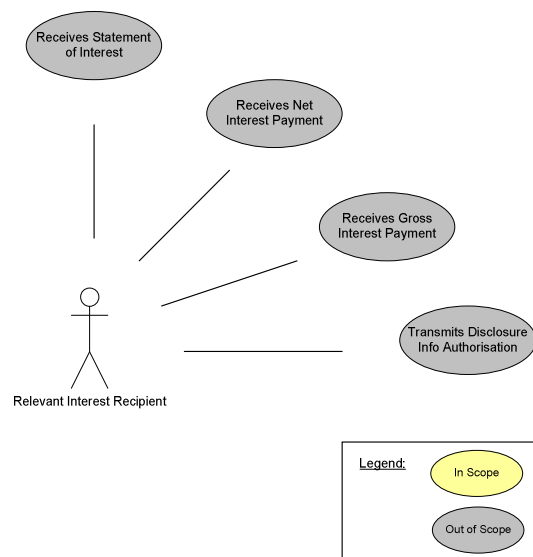 Receives Statement
of Interest
Receives Net
Interest Payment
Receives Gross
Interest Payment
Transmits Disclosure
Info Authorisation
Relevant Interest Recipient
Legend:
In Scope
Out of Scope